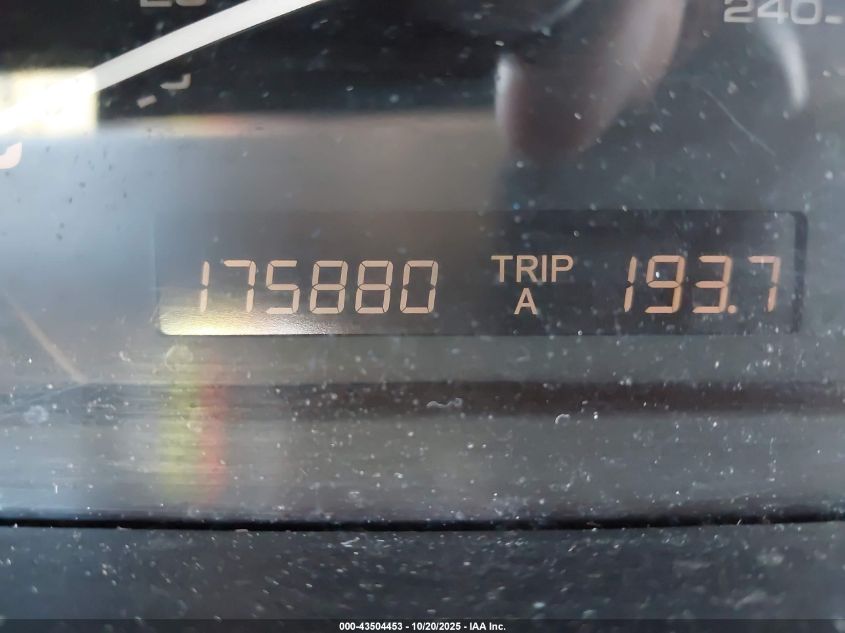 240
175880 TRIP A 193.7
000-43504453 - 10/20/2025 - IAA Inc.